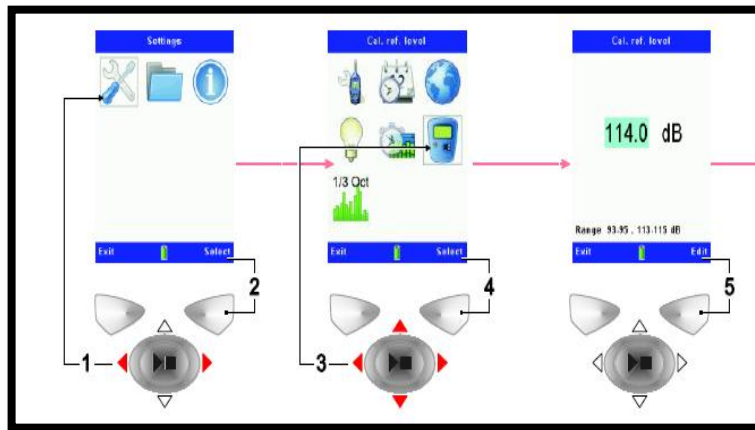 Settings
Exit
Select
1
2
Cal. ref. level
1/3 Oct
Exit
Select
3
4
Cal. ref. level
114.0 dB
Range 93-95 , 113-115 dB
Exit
Edit
5